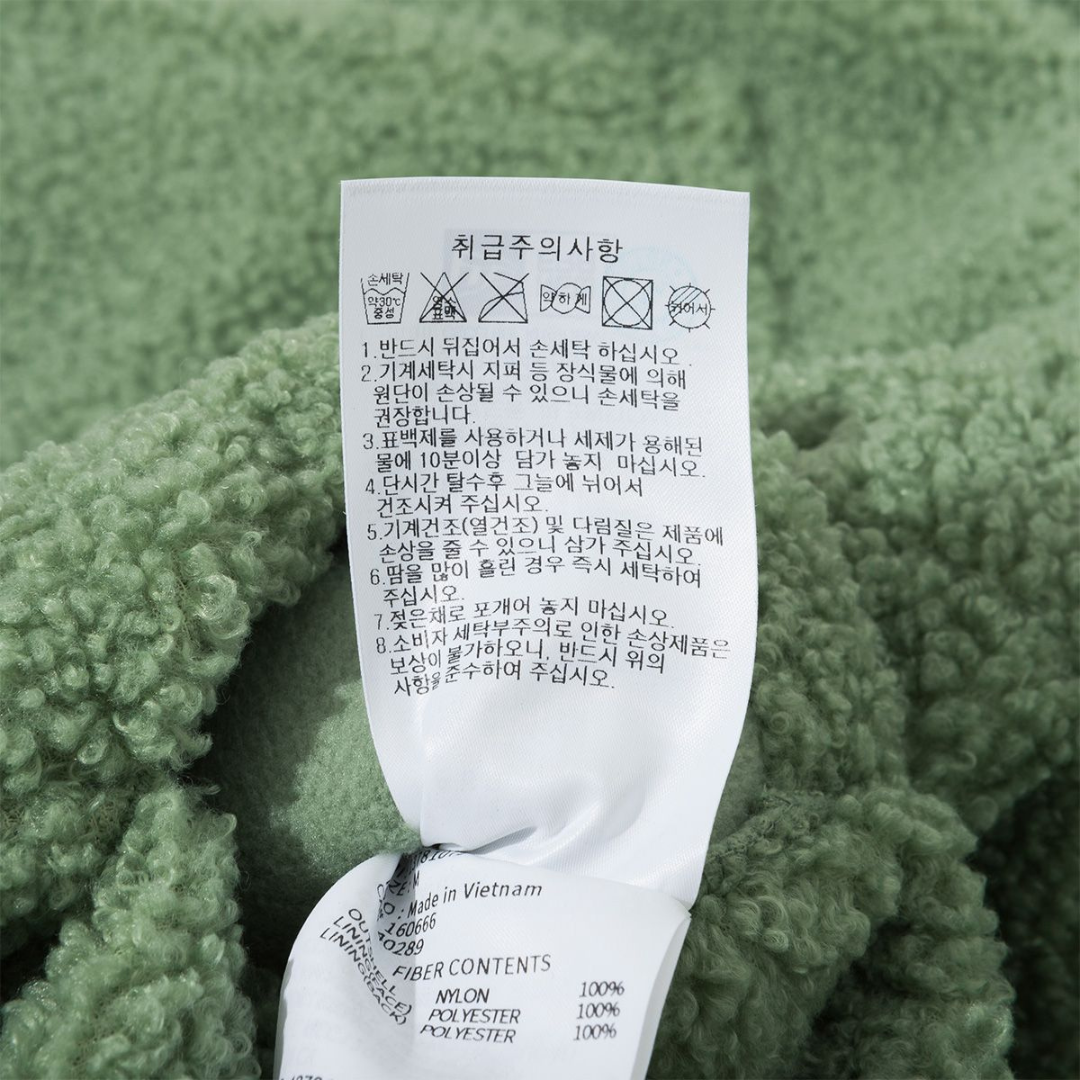 취급주의사항
손세탁 염소 약하게 뉘어서
약30℃ 표백
중성
1.반드시 뒤집어서 손세탁 하십시오.
2.기계세탁시 지퍼 등 장식물에 의해
원단이 손상될 수 있으니 손세탁을
권장합니다.
3.표백제를 사용하거나 세제가 용해된
물에 10분이상 담가 놓지 마십시오.
4.단시간 탈수후 그늘에 뉘어서
건조시켜 주십시오.
5.기계건조(열건조) 및 다림질은 제품에
손상을 줄 수 있으니 삼가 주십시오.
6.땀을 많이 흘린 경우 즉시 세탁하여
주십시오.
7.젖은채로 포개어 놓지 마십시오.
8.소비자 세탁부주의로 인한 손상제품은
보상이 불가하오니, 반드시 위의
사항을 준수하여 주십시오.
M
: Made in Vietnam
160666
40289
FIBER CONTENTS
OUTSHELL NYLON 100%
LINING(FACE) POLYESTER 100%
LINING(BACK) POLYESTER 100%